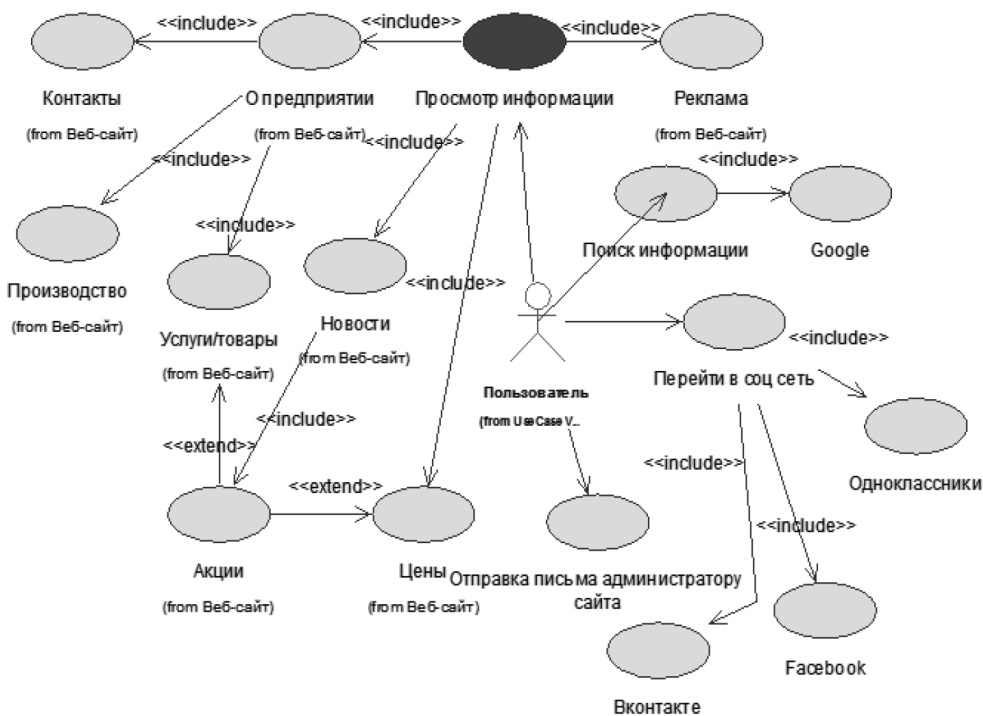 <<include>>
<<include>>
<<include>>
Контакты
(from Веб-сайт)
О предприятии
(from Веб-сайт)
Просмотр информации
Реклама
(from Веб-сайт)
<<include>>
<<include>>
<<include>>
<<include>>
Поиск информации
Google
Производство
(from Веб-сайт)
Услуги/товары
(from Веб-сайт)
Новости
(from Веб-сайт)
<<include>>
<<include>>
Перейти в соц сеть
Пользователь
(from Use Case V...
<<include>>
<<extend>>
<<include>>
<<extend>>
Одноклассники
<<include>>
Акции
(from Веб-сайт)
Цены
(from Веб-сайт)
Отправка письма администратору
сайта
Facebook
Вконтакте